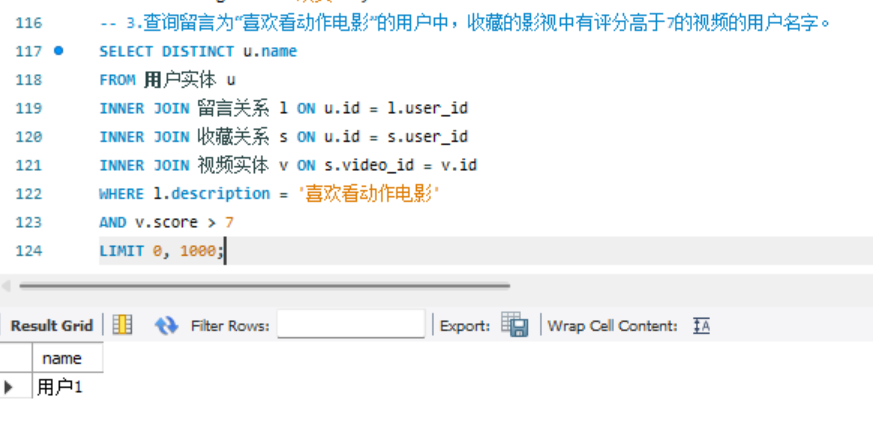 116 -- 3.查询留言为“喜欢看动作电影”的用户中，收藏的影视中有评分高于7的视频的用户名字。
117 SELECT DISTINCT u.name
118 FROM 用户实体 u
119 INNER JOIN 留言关系 l ON u.id = l.user_id
120 INNER JOIN 收藏关系 s ON u.id = s.user_id
121 INNER JOIN 视频实体 v ON s.video_id = v.id
122 WHERE l.description = '喜欢看动作电影'
123 AND v.score > 7
124 LIMIT 0, 1000;
Result Grid Filter Rows: Export: Wrap Cell Content: IA
name
用户1